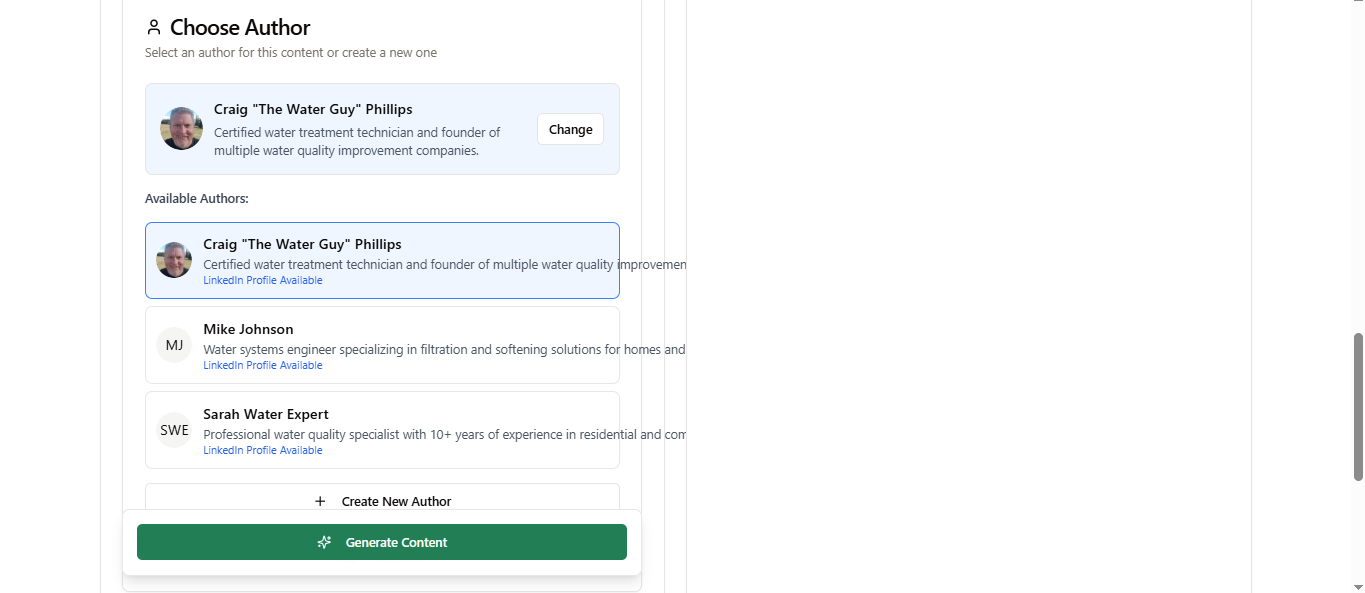 Choose Author
Select an author for this content or create a new one
Craig "The Water Guy" Phillips
Certified water treatment technician and founder of
multiple water quality improvement companies.
Change
Available Authors:
Craig "The Water Guy" Phillips
Certified water treatment technician and founder of multiple water quality improvemen
LinkedIn Profile Available
MJ
Mike Johnson
Water systems engineer specializing in filtration and softening solutions for homes and
LinkedIn Profile Available
SWE
Sarah Water Expert
Professional water quality specialist with 10+ years of experience in residential and com
LinkedIn Profile Available
+ Create New Author
Generate Content